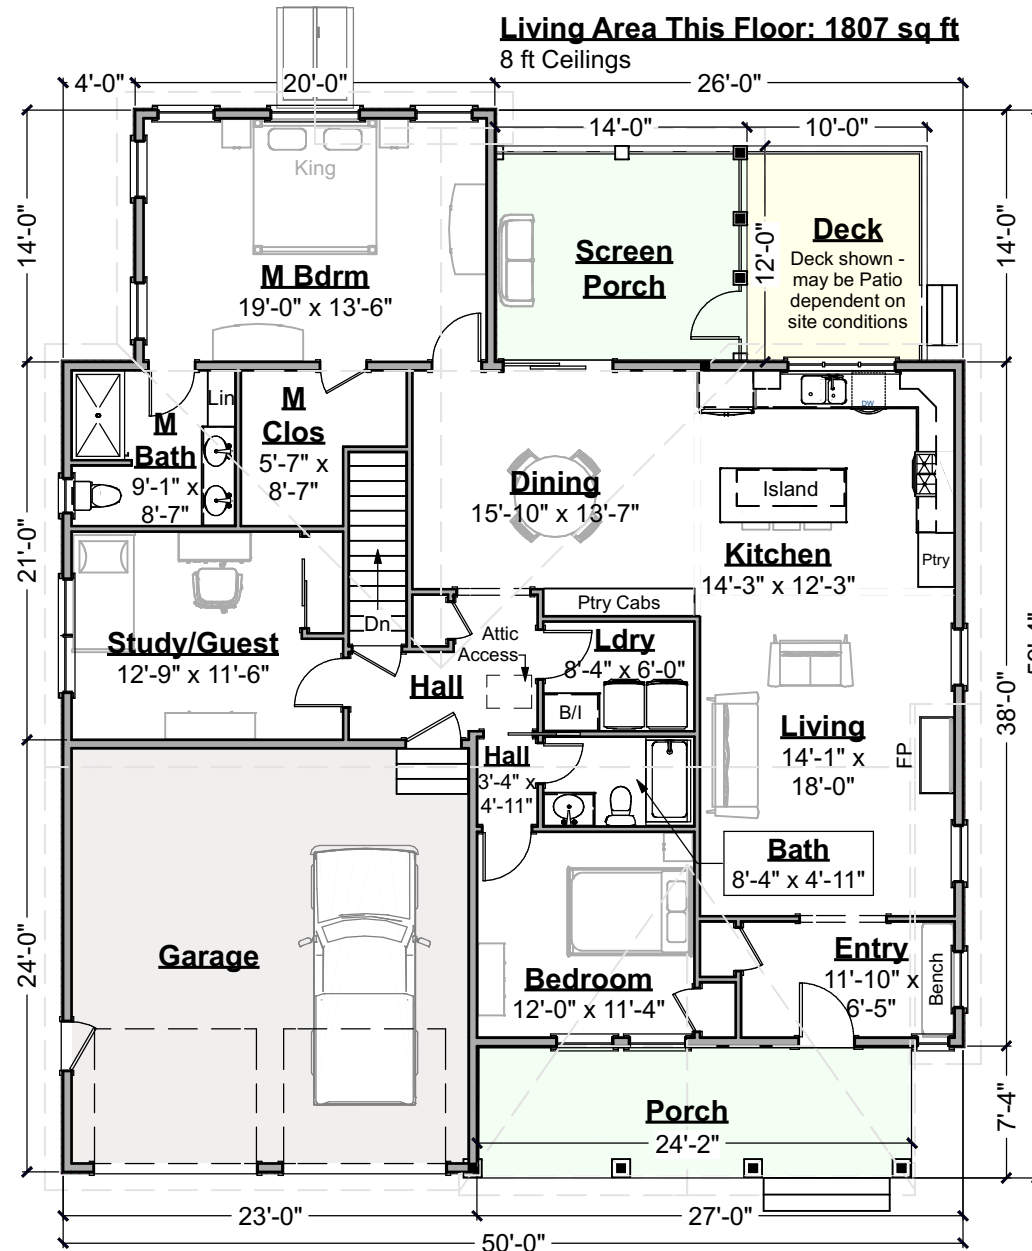 Living Area This Floor: 1807 sq ft
8 ft Ceilings
4'-0"
20'-0"
26'-0"
14'-0"
10'-0"
King
14'-0"
M Bdrm
19'-0" x 13'-6"
Screen
Porch
12'-0"
Deck
Deck shown -
may be Patio
dependent on
site conditions
14'-0"
Lin
M
Bath
9'-1" x
8'-7"
M
Clos
5'-7" x
8'-7"
DW
Dining
15'-10" x 13'-7"
Island
Kitchen
14'-3" x 12'-3"
Ptry
21'-0"
Ptry Cabs
Study/Guest
12'-9" x 11'-6"
Dn
Attic
Access
Hall
Ldry
8'-4" x 6'-0"
B/I
Living
14'-1" x
18'-0"
FP
38'-0"
Hall
3'-4" x
4'-11"
Bath
8'-4" x 4'-11"
24'-0"
Garage
Bedroom
12'-0" x 11'-4"
Entry
11'-10" x
6'-5"
Bench
Porch
24'-2"
7'-4"
23'-0"
27'-0"
50'-0"